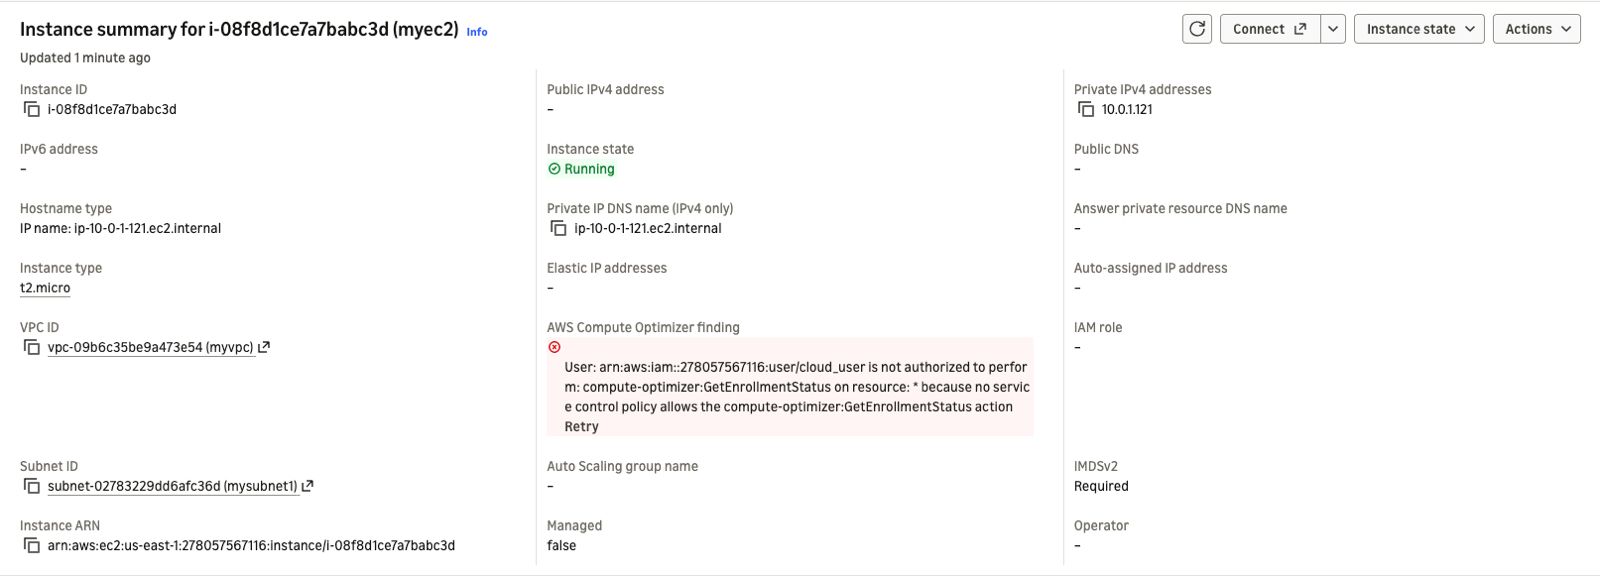 Instance summary for i-08f8d1ce7a7babc3d (myec2) Info
Connect
Instance state
Actions
Updated 1 minute ago
Instance ID
i-08f8d1ce7a7babc3d
Public IPv4 address
–
Private IPv4 addresses
10.0.1.121
IPv6 address
–
Instance state
Running
Public DNS
–
Hostname type
IP name: ip-10-0-1-121.ec2.internal
Private IP DNS name (IPv4 only)
ip-10-0-1-121.ec2.internal
Answer private resource DNS name
–
Instance type
t2.micro
Elastic IP addresses
–
Auto-assigned IP address
–
VPC ID
vpc-09b6c35be9a473e54 (myvpc)
AWS Compute Optimizer finding
User: arn:aws:iam::278057567116:user/cloud_user is not authorized to perfor
m: compute-optimizer:GetEnrollmentStatus on resource: * because no servic
e control policy allows the compute-optimizer:GetEnrollmentStatus action
Retry
IAM role
–
Subnet ID
subnet-02783229dd6afc36d (mysubnet1)
Auto Scaling group name
–
IMDSv2
Required
Instance ARN
arn:aws:ec2:us-east-1:278057567116:instance/i-08f8d1ce7a7babc3d
Managed
false
Operator
–